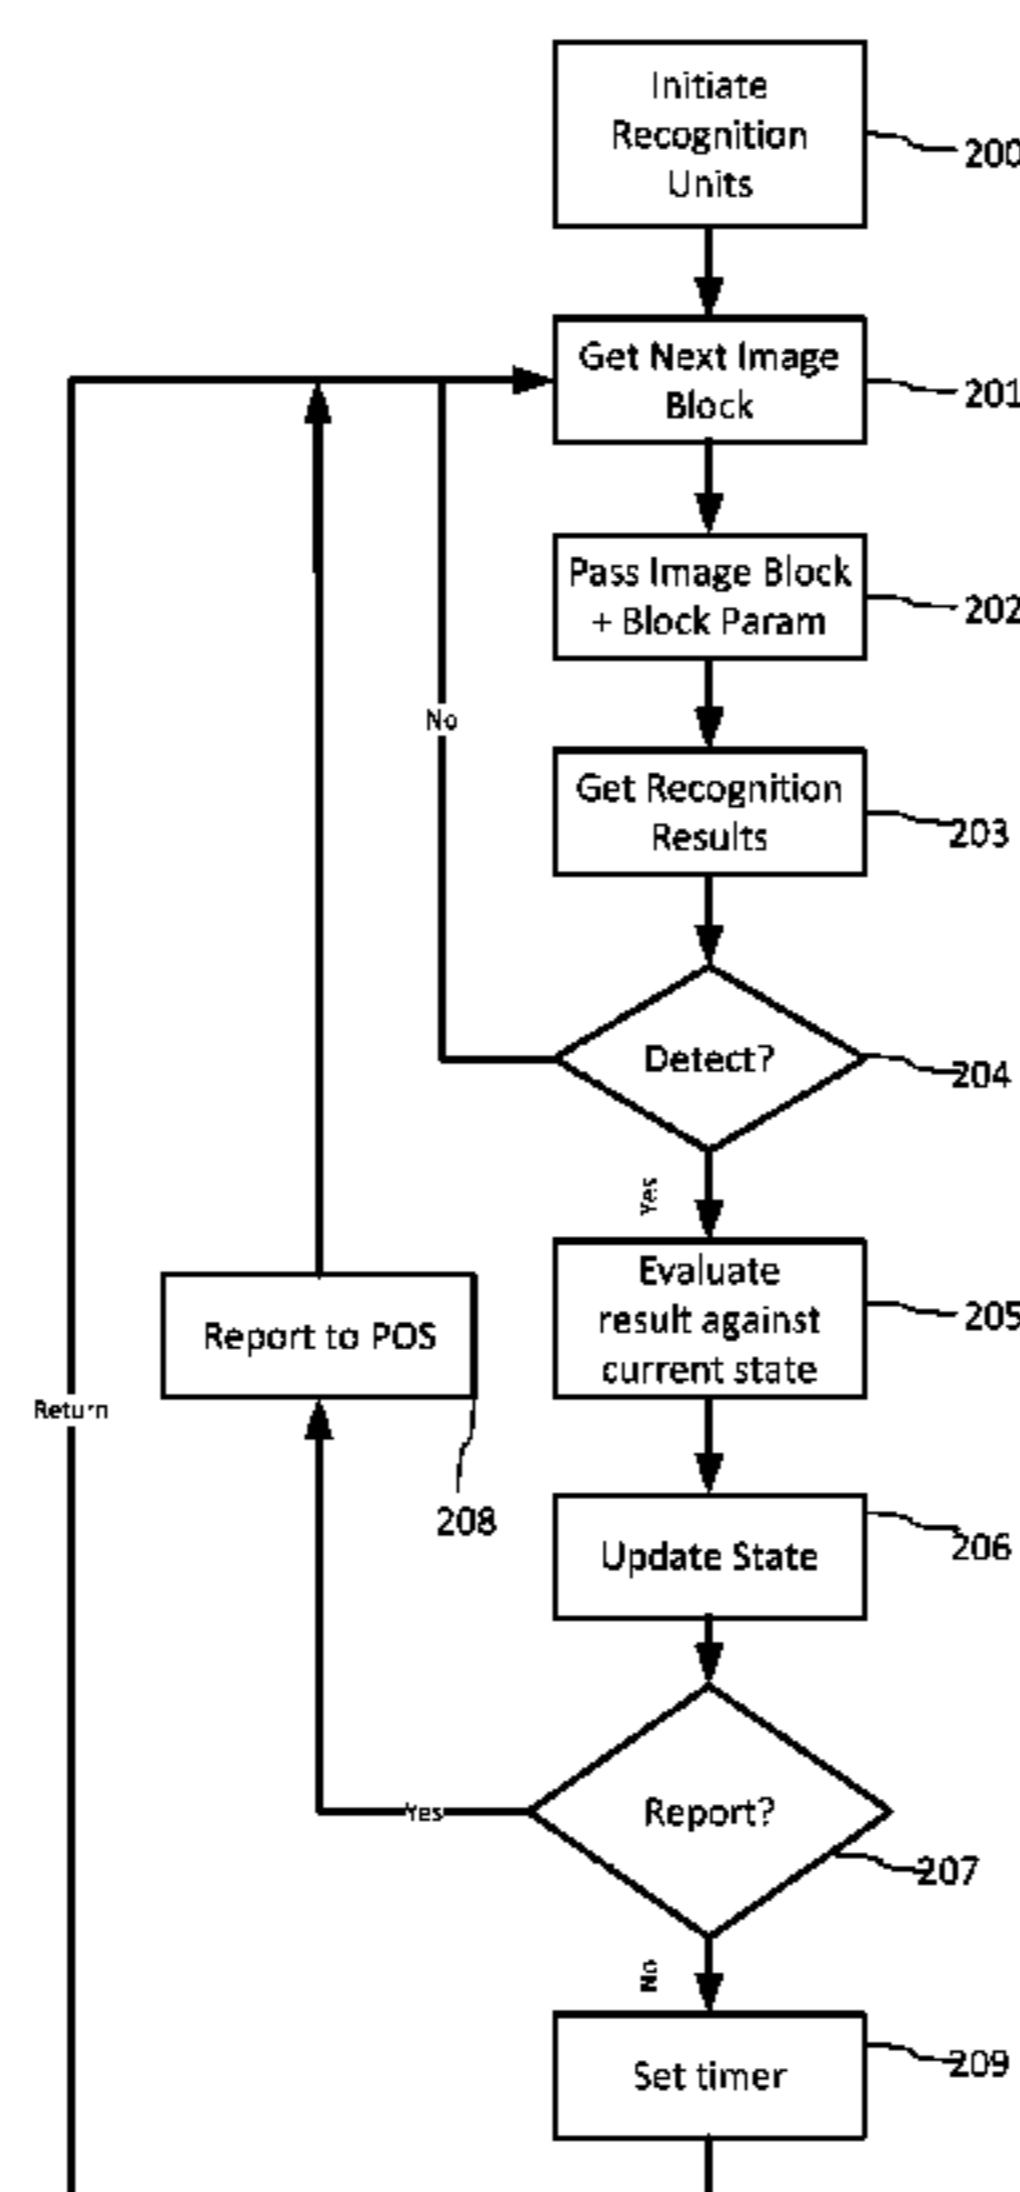 Initiate
Recognition
Units
200
Get Next Image
Block
201
Pass Image Block
+ Block Param
202
No
Get Recognition
Results
203
Detect?
204
Yes
Evaluate
result against
current state
205
Report to POS
Return
208
Update State
206
Report?
Yes
207
No
Set timer
209